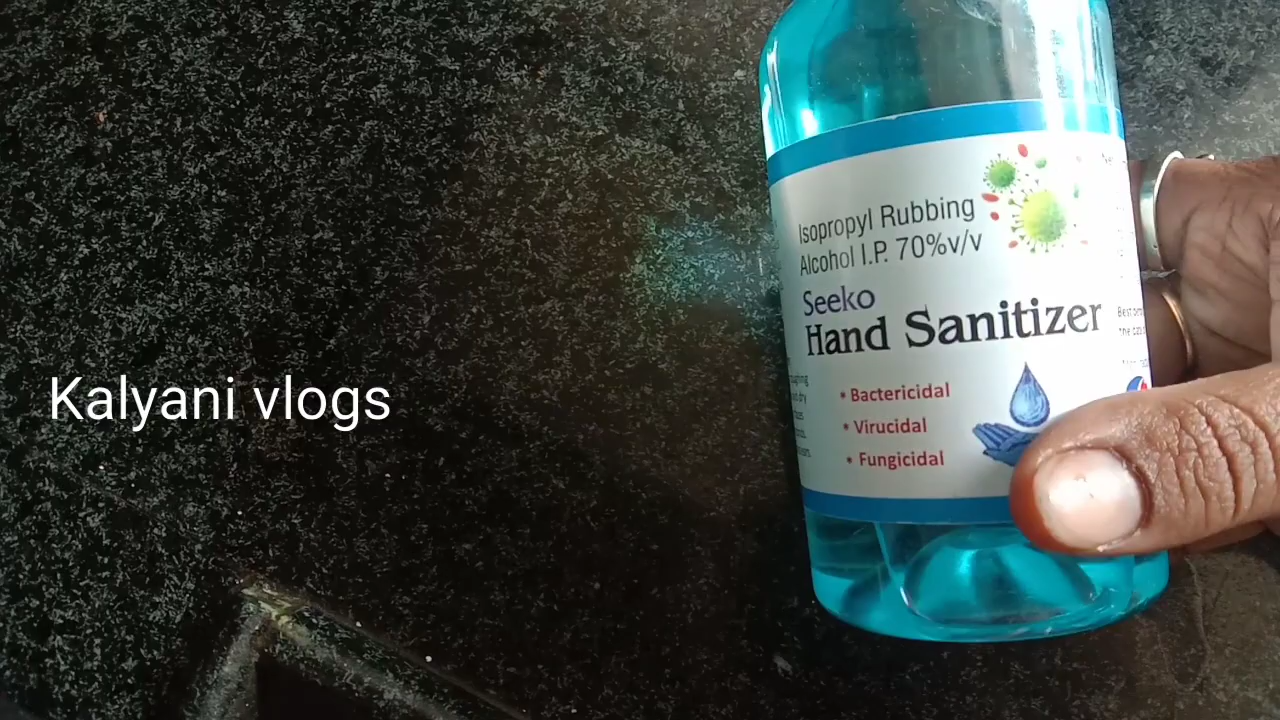 Kalyani vlogs
Isopropyl Rubbing
Alcohol I.P. 70%v/v
Seeko
Hand Sanitizer
* Bactericidal
* Virucidal
* Fungicidal